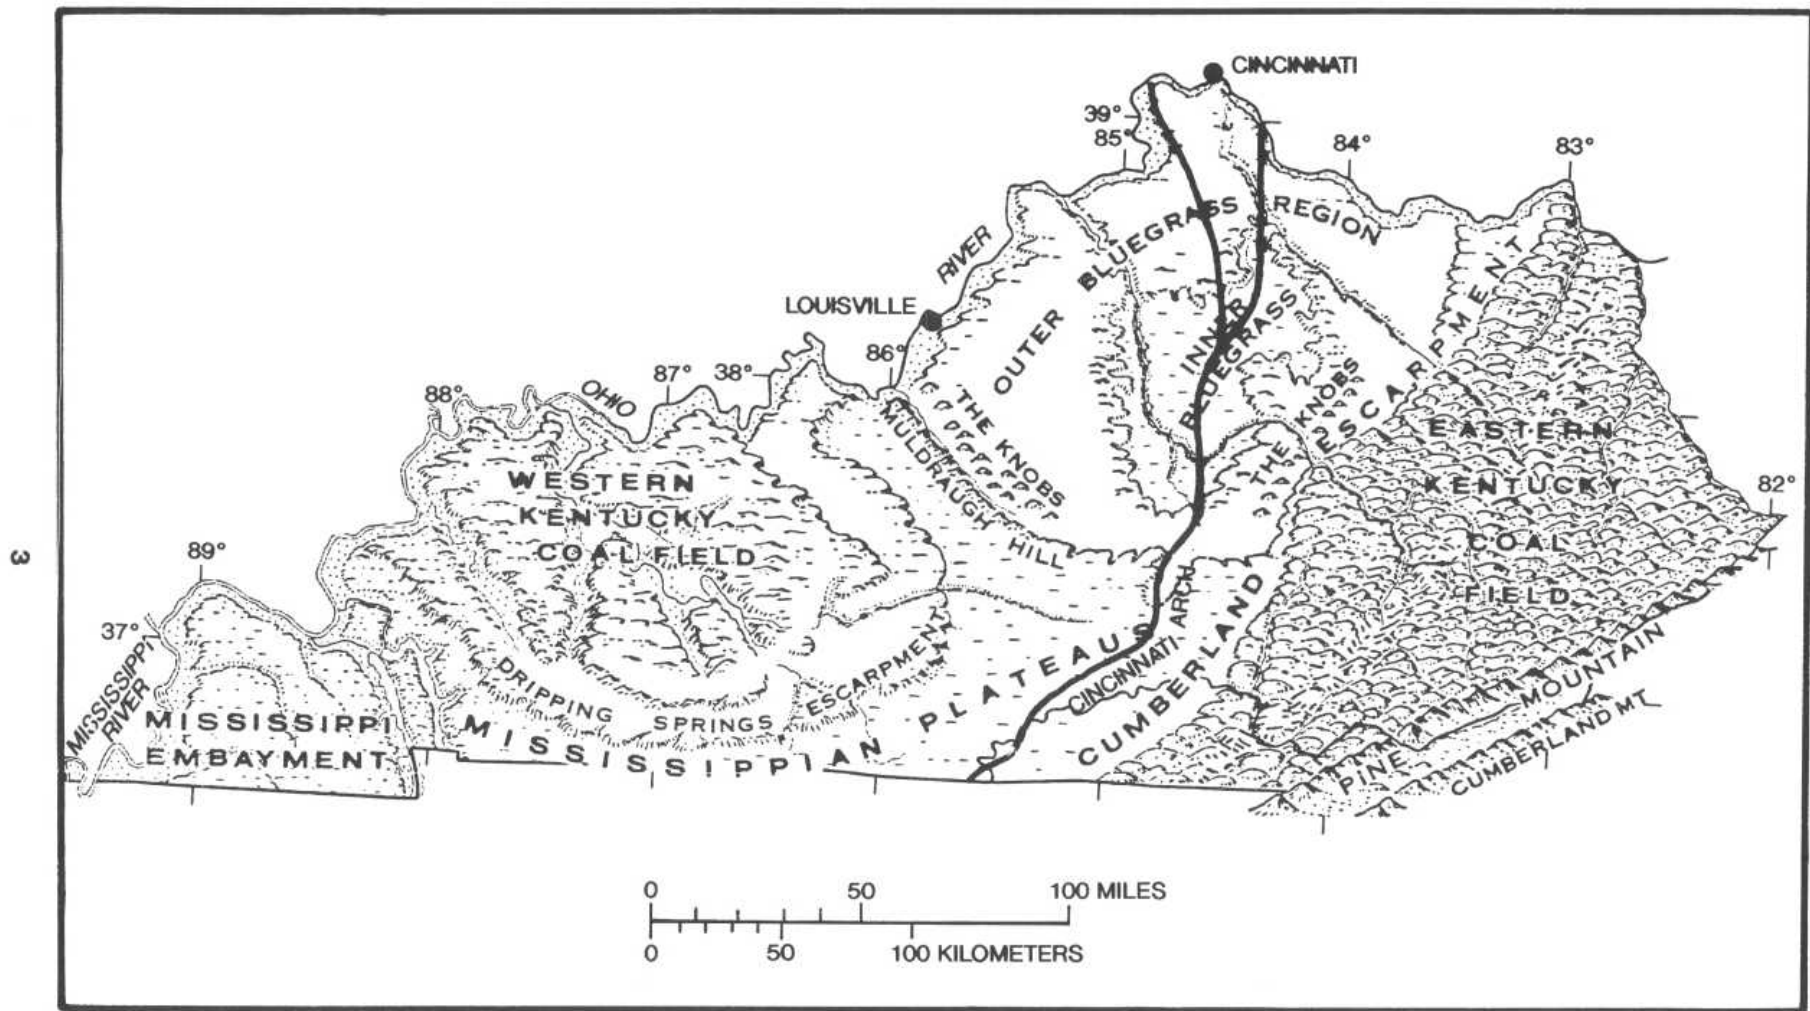 CINCINNATI
39°
85°
84°
83°
OUTER BLUEGRASS REGION
RIVER
LOUISVILLE
INNER
BLUEGRASS
86°
87°
38°
88°
OHIO
THE KNOBS
MULDRAUGH HILL
THE KNOBS
CUMBERLAND ESCARPMENT
EASTERN
KENTUCKY
COAL
FIELD
82°
WESTERN
KENTUCKY
COAL FIELD
3
89°
37°
MISSISSIPPI
RIVER
MISSISSIPPI
EMBAYMENT
DRIPPING SPRINGS ESCARPMENT
MISSISSIPPIAN PLATEAUS
CINCINNATI ARCH
PINE MOUNTAIN
CUMBERLAND MT.
0 50 100 MILES
0 50 100 KILOMETERS